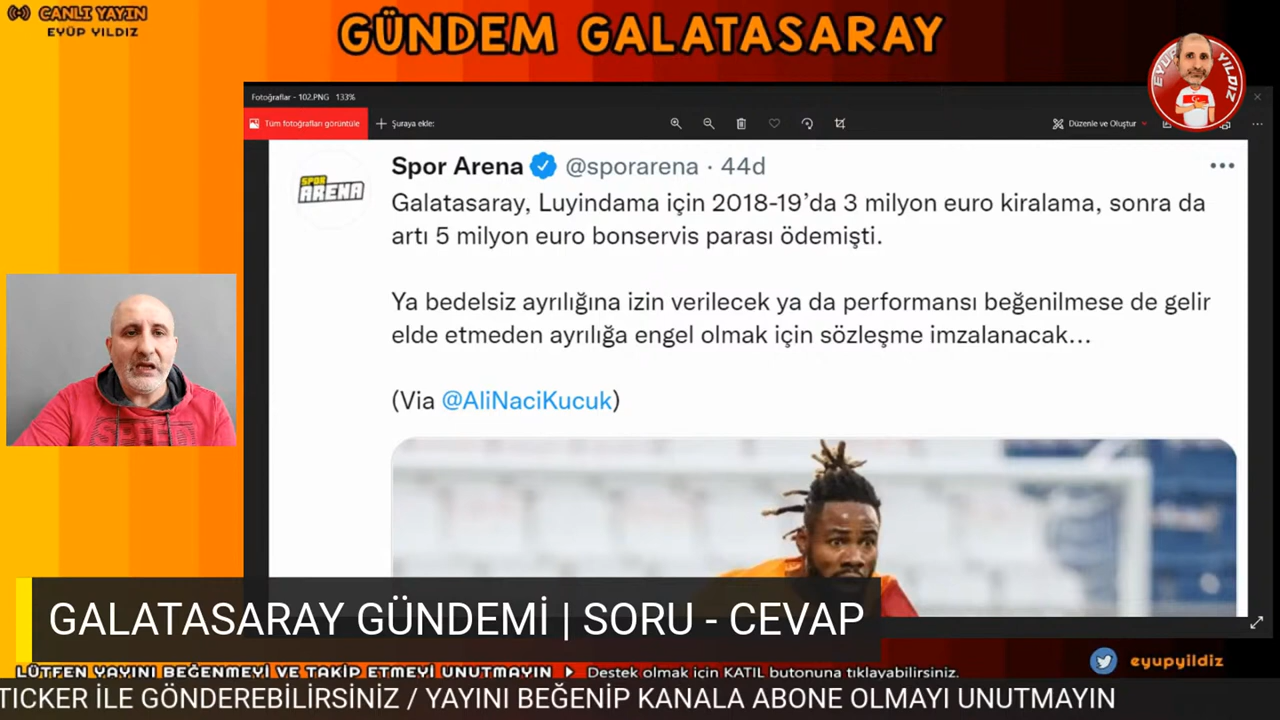 CANLI YAYIN
EYÜP YILDIZ
GÜNDEM GALATASARAY
EYÜP YILDIZ
Fotoğraflar - 102.PNG 133%
Tüm fotoğrafları görüntüle
Şuraya ekle:
Düzenle ve Oluştur
SPOR ARENA
Spor Arena @sporarena · 44d
Galatasaray, Luyindama için 2018-19’da 3 milyon euro kiralama, sonra da
artı 5 milyon euro bonservis parası ödemişti.
Ya bedelsiz ayrılığına izin verilecek ya da performansı beğenilmese de gelir
elde etmeden ayrılığa engel olmak için sözleşme imzalanacak...
(Via @AliNaciKucuk)
GALATASARAY GÜNDEMİ | SORU - CEVAP
LÜTFEN YAYINI BEĞENMEYİ VE TAKİP ETMEYİ UNUTMAYIN Destek olmak için KATIL butonuna tıklayabilirsiniz.
eyupyildiz
TICKER İLE GÖNDEREBİLİRSİNİZ / YAYINI BEĞENİP KANALA ABONE OLMAYI UNUTMAYIN